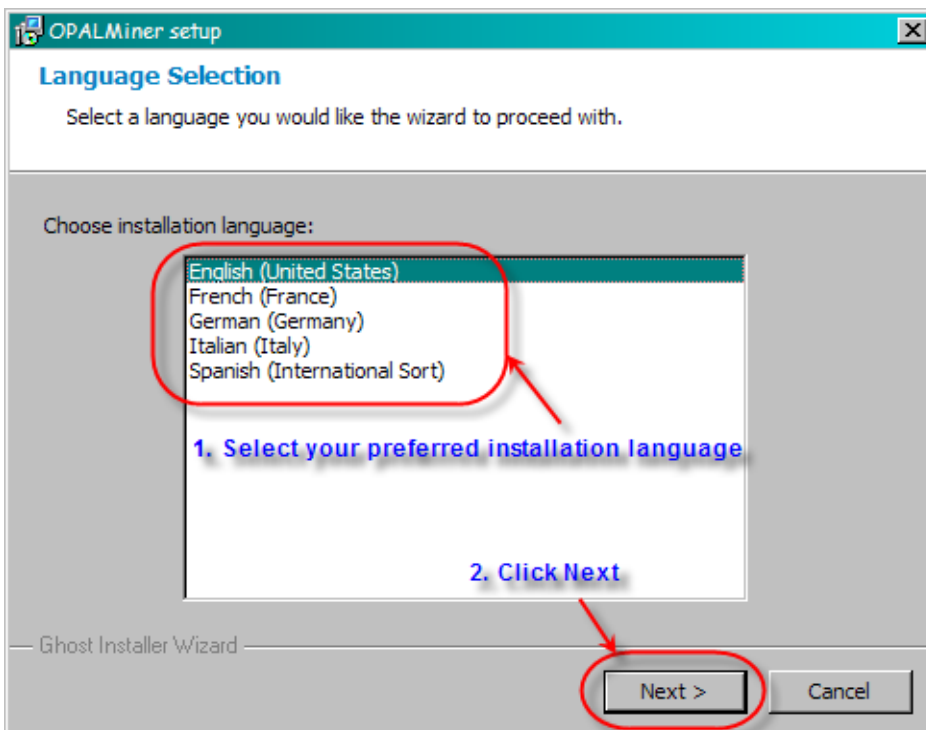 OPALMiner setup
Language Selection
Select a language you would like the wizard to proceed with.
Choose installation language:
English (United States)
French (France)
German (Germany)
Italian (Italy)
Spanish (International Sort)
1. Select your preferred installation language
2. Click Next
Ghost Installer Wizard
Next > Cancel